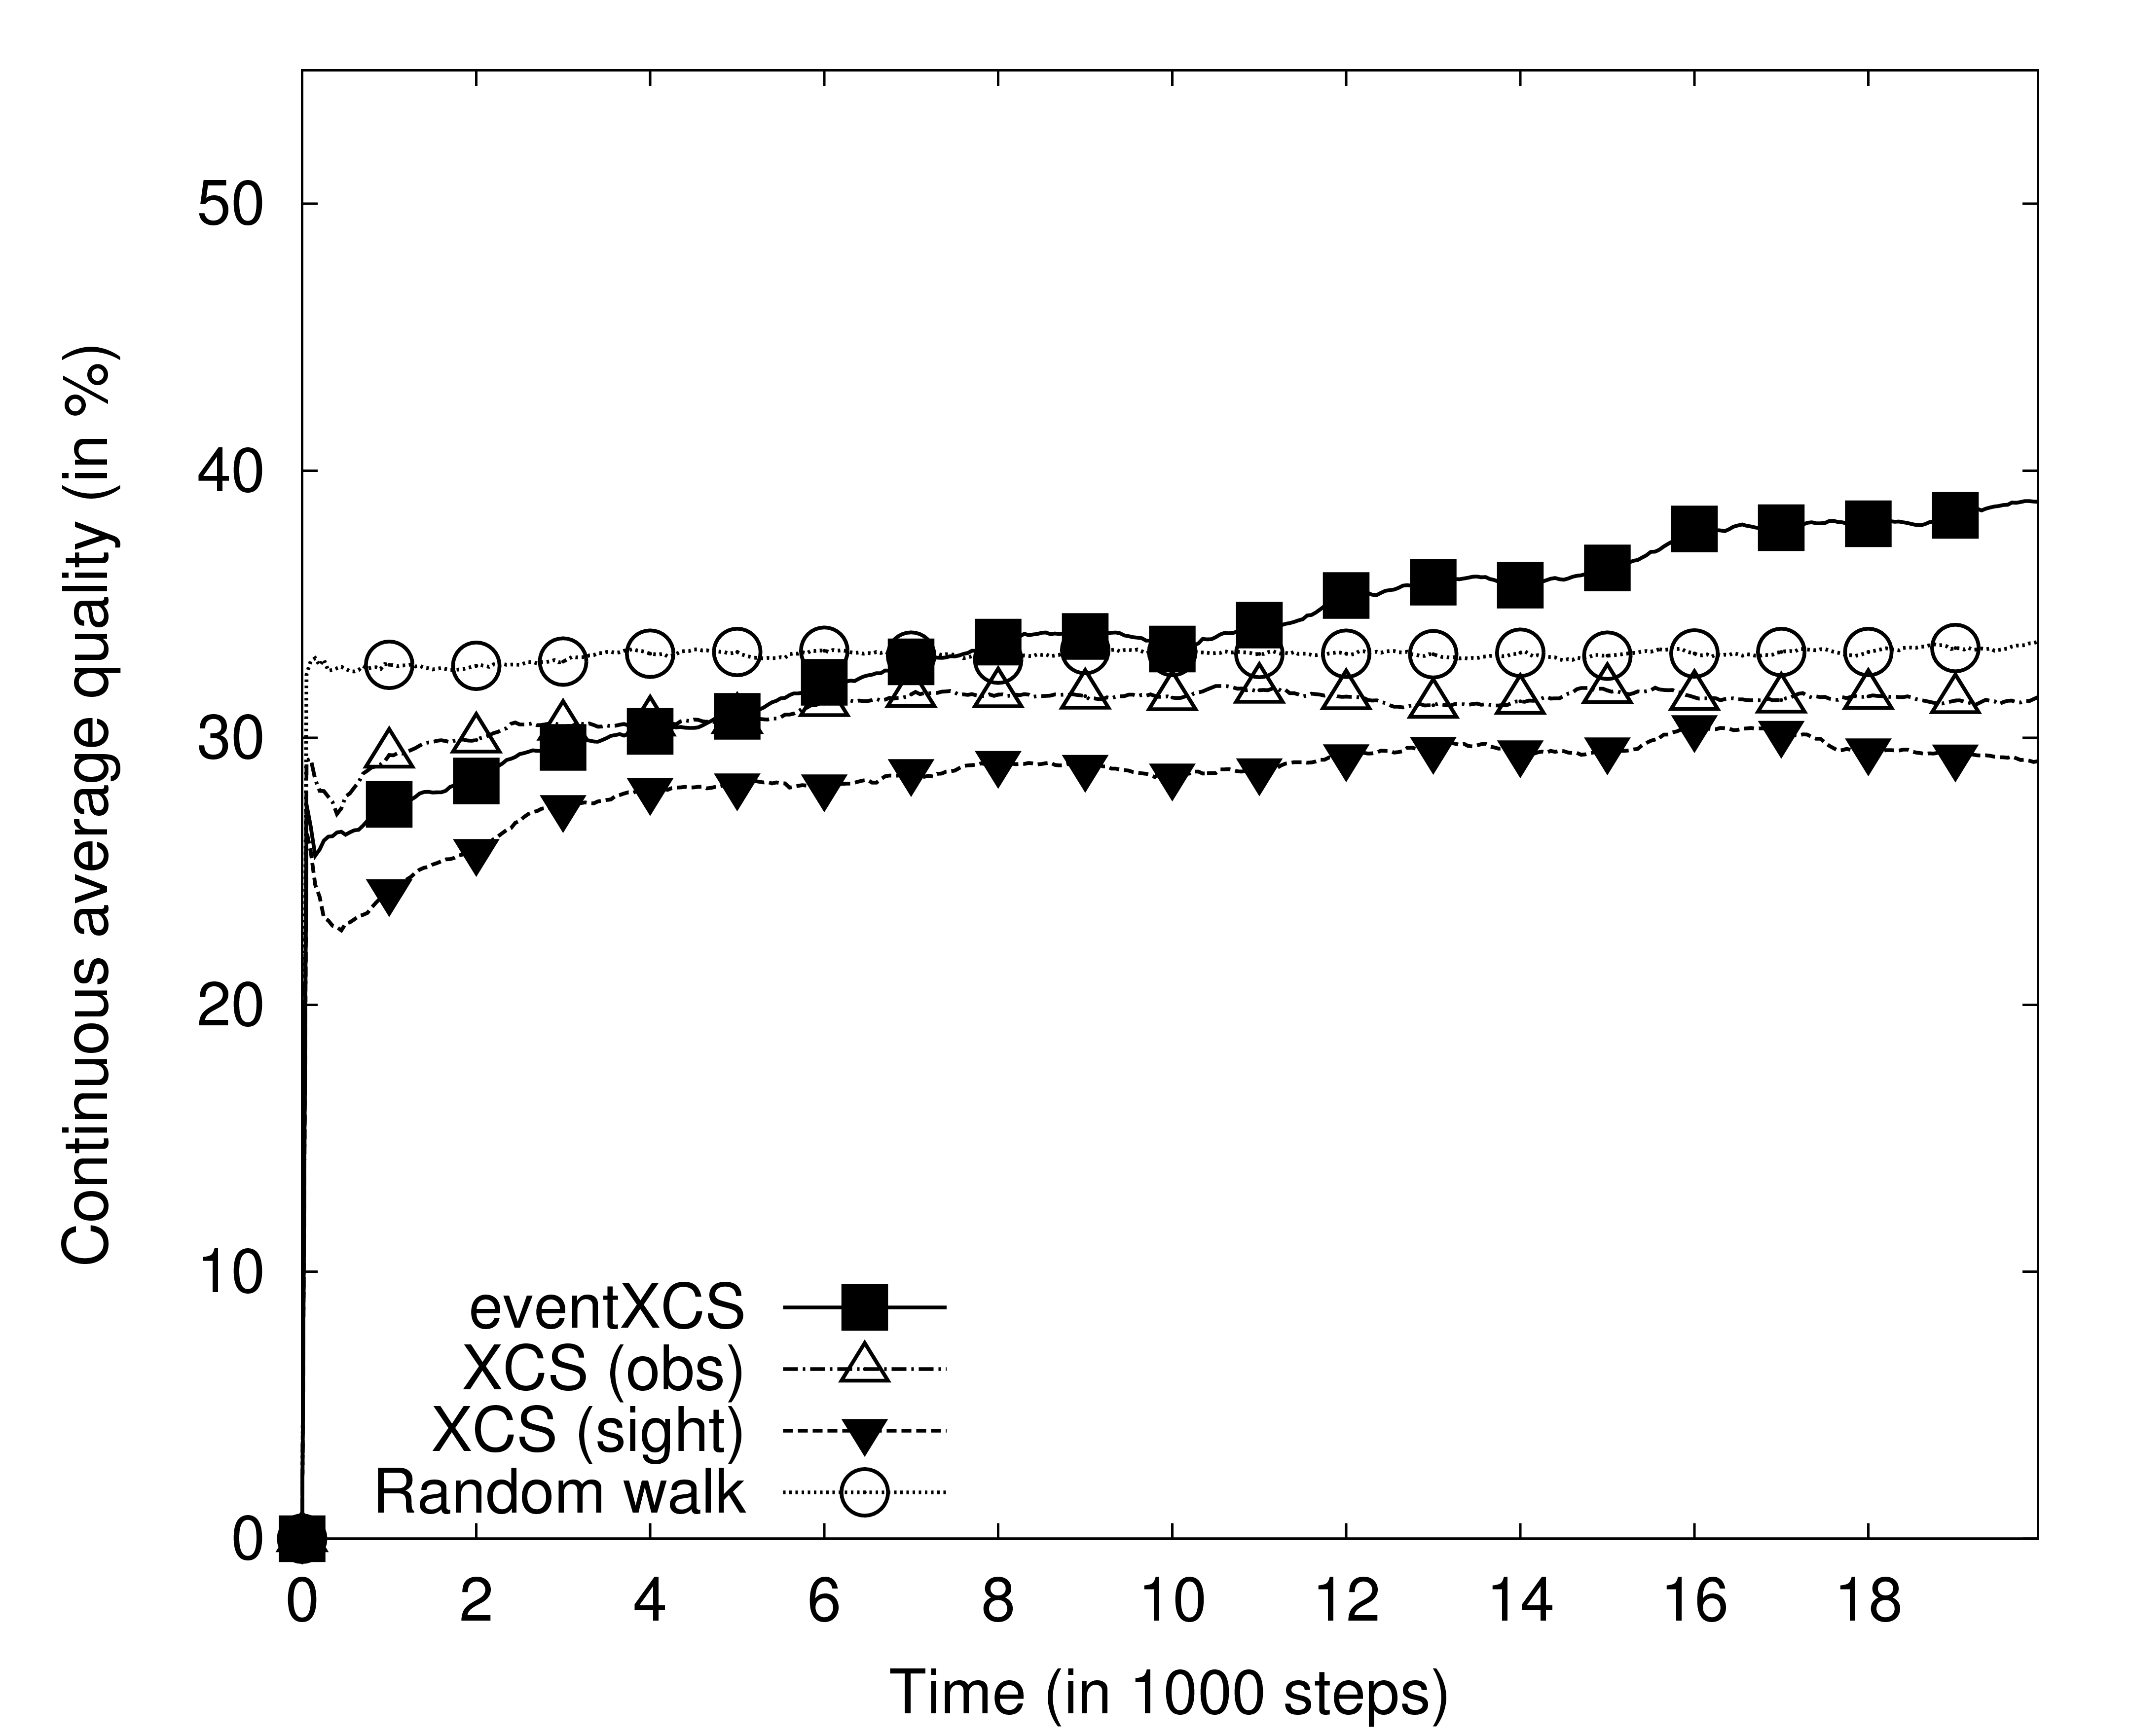 Continuous average quality (in %)
50
40
30
20
10
0
eventXCS
XCS (obs)
XCS (sight)
Random walk
0 2 4 6 8 10 12 14 16 18
Time (in 1000 steps)